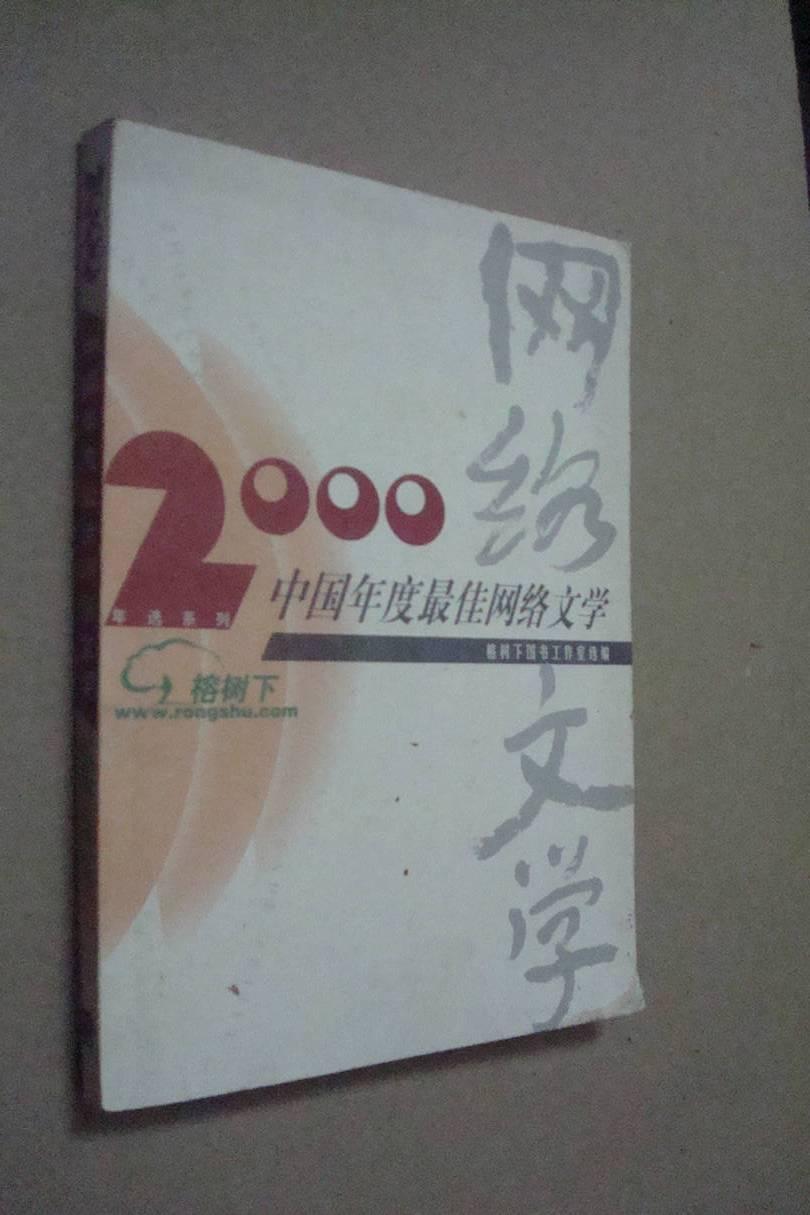 网络文学
2000
年选系列
中国年度最佳网络文学
榕树下图书工作室选编
榕树下
www.rongshu.com